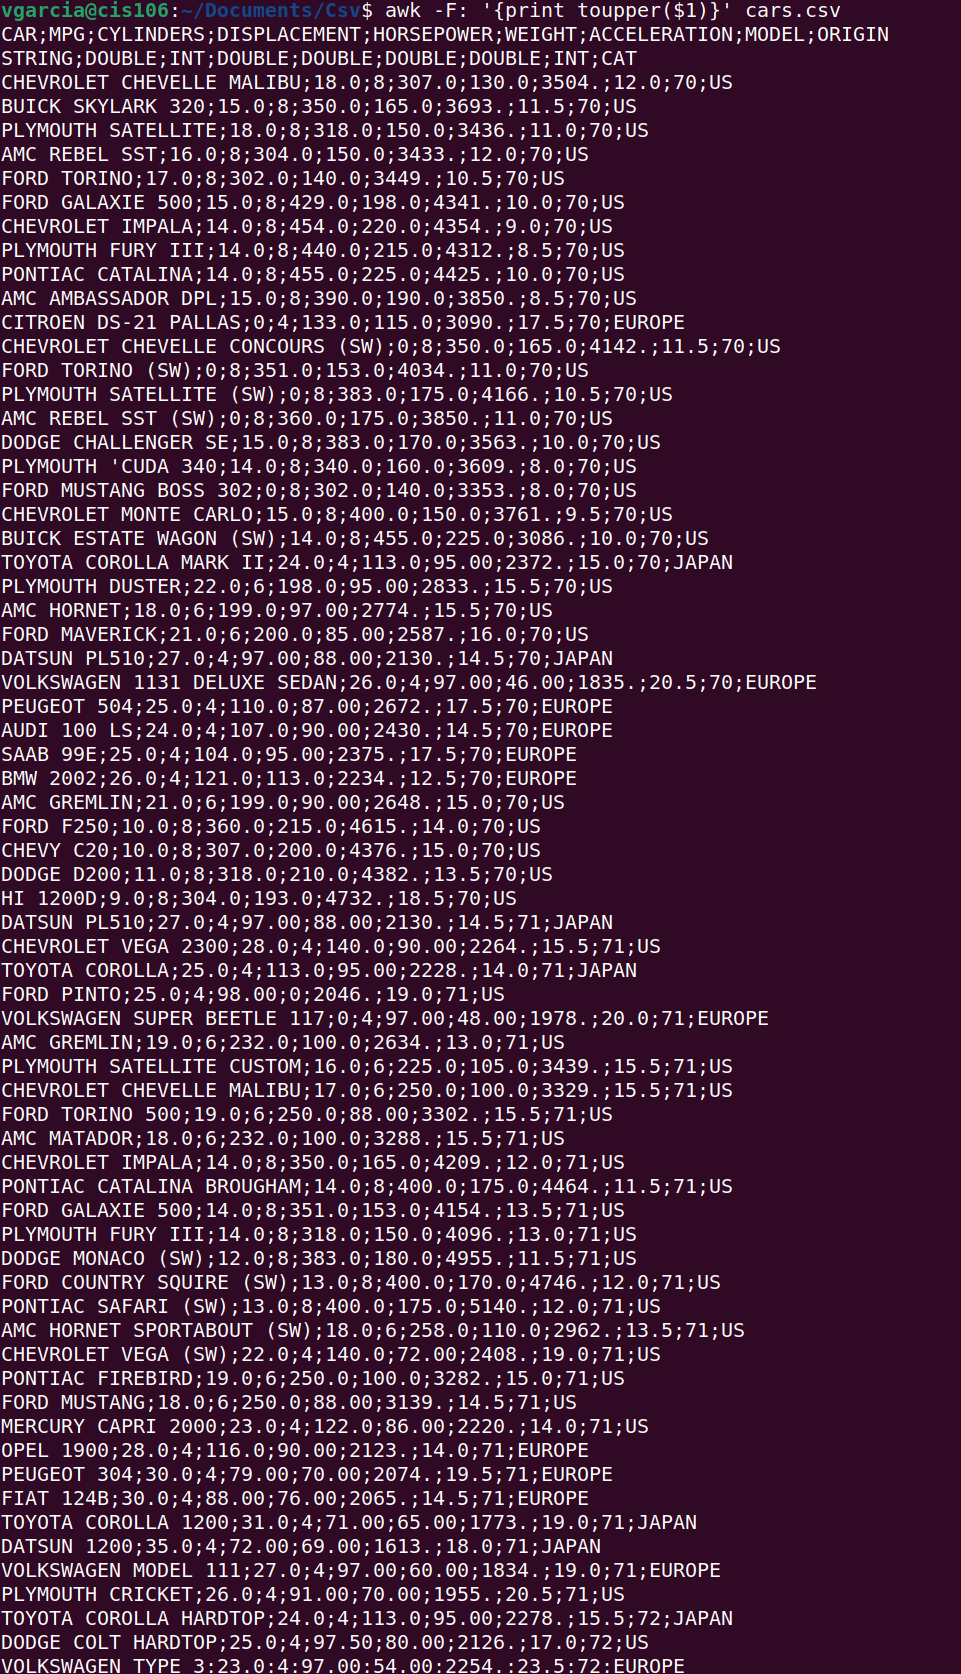 vgarcia@cis106:~/Documents/Csv$ awk -F: '{print toupper($1)}' cars.csv
CAR;MPG;CYLINDERS;DISPLACEMENT;HORSEPOWER;WEIGHT;ACCELERATION;MODEL;ORIGIN
STRING;DOUBLE;INT;DOUBLE;DOUBLE;DOUBLE;DOUBLE;INT;CAT
CHEVROLET CHEVELLE MALIBU;18.0;8;307.0;130.0;3504.;12.0;70;US
BUICK SKYLARK 320;15.0;8;350.0;165.0;3693.;11.5;70;US
PLYMOUTH SATELLITE;18.0;8;318.0;150.0;3436.;11.0;70;US
AMC REBEL SST;16.0;8;304.0;150.0;3433.;12.0;70;US
FORD TORINO;17.0;8;302.0;140.0;3449.;10.5;70;US
FORD GALAXIE 500;15.0;8;429.0;198.0;4341.;10.0;70;US
CHEVROLET IMPALA;14.0;8;454.0;220.0;4354.;9.0;70;US
PLYMOUTH FURY III;14.0;8;440.0;215.0;4312.;8.5;70;US
PONTIAC CATALINA;14.0;8;455.0;225.0;4425.;10.0;70;US
AMC AMBASSADOR DPL;15.0;8;390.0;190.0;3850.;8.5;70;US
CITROEN DS-21 PALLAS;0;4;133.0;115.0;3090.;17.5;70;EUROPE
CHEVROLET CHEVELLE CONCOURS (SW);0;8;350.0;165.0;4142.;11.5;70;US
FORD TORINO (SW);0;8;351.0;153.0;4034.;11.0;70;US
PLYMOUTH SATELLITE (SW);0;8;383.0;175.0;4166.;10.5;70;US
AMC REBEL SST (SW);0;8;360.0;175.0;3850.;11.0;70;US
DODGE CHALLENGER SE;15.0;8;383.0;170.0;3563.;10.0;70;US
PLYMOUTH 'CUDA 340;14.0;8;340.0;160.0;3609.;8.0;70;US
FORD MUSTANG BOSS 302;0;8;302.0;140.0;3353.;8.0;70;US
CHEVROLET MONTE CARLO;15.0;8;400.0;150.0;3761.;9.5;70;US
BUICK ESTATE WAGON (SW);14.0;8;455.0;225.0;3086.;10.0;70;US
TOYOTA COROLLA MARK II;24.0;4;113.0;95.00;2372.;15.0;70;JAPAN
PLYMOUTH DUSTER;22.0;6;198.0;95.00;2833.;15.5;70;US
AMC HORNET;18.0;6;199.0;97.00;2774.;15.5;70;US
FORD MAVERICK;21.0;6;200.0;85.00;2587.;16.0;70;US
DATSUN PL510;27.0;4;97.00;88.00;2130.;14.5;70;JAPAN
VOLKSWAGEN 1131 DELUXE SEDAN;26.0;4;97.00;46.00;1835.;20.5;70;EUROPE
PEUGEOT 504;25.0;4;110.0;87.00;2672.;17.5;70;EUROPE
AUDI 100 LS;24.0;4;107.0;90.00;2430.;14.5;70;EUROPE
SAAB 99E;25.0;4;104.0;95.00;2375.;17.5;70;EUROPE
BMW 2002;26.0;4;121.0;113.0;2234.;12.5;70;EUROPE
AMC GREMLIN;21.0;6;199.0;90.00;2648.;15.0;70;US
FORD F250;10.0;8;360.0;215.0;4615.;14.0;70;US
CHEVY C20;10.0;8;307.0;200.0;4376.;15.0;70;US
DODGE D200;11.0;8;318.0;210.0;4382.;13.5;70;US
HI 1200D;9.0;8;304.0;193.0;4732.;18.5;70;US
DATSUN PL510;27.0;4;97.00;88.00;2130.;14.5;71;JAPAN
CHEVROLET VEGA 2300;28.0;4;140.0;90.00;2264.;15.5;71;US
TOYOTA COROLLA;25.0;4;113.0;95.00;2228.;14.0;71;JAPAN
FORD PINTO;25.0;4;98.00;0;2046.;19.0;71;US
VOLKSWAGEN SUPER BEETLE 117;0;4;97.00;48.00;1978.;20.0;71;EUROPE
AMC GREMLIN;19.0;6;232.0;100.0;2634.;13.0;71;US
PLYMOUTH SATELLITE CUSTOM;16.0;6;225.0;105.0;3439.;15.5;71;US
CHEVROLET CHEVELLE MALIBU;17.0;6;250.0;100.0;3329.;15.5;71;US
FORD TORINO 500;19.0;6;250.0;88.00;3302.;15.5;71;US
AMC MATADOR;18.0;6;232.0;100.0;3288.;15.5;71;US
CHEVROLET IMPALA;14.0;8;350.0;165.0;4209.;12.0;71;US
PONTIAC CATALINA BROUGHAM;14.0;8;400.0;175.0;4464.;11.5;71;US
FORD GALAXIE 500;14.0;8;351.0;153.0;4154.;13.5;71;US
PLYMOUTH FURY III;14.0;8;318.0;150.0;4096.;13.0;71;US
DODGE MONACO (SW);12.0;8;383.0;180.0;4955.;11.5;71;US
FORD COUNTRY SQUIRE (SW);13.0;8;400.0;170.0;4746.;12.0;71;US
PONTIAC SAFARI (SW);13.0;8;400.0;175.0;5140.;12.0;71;US
AMC HORNET SPORTABOUT (SW);18.0;6;258.0;110.0;2962.;13.5;71;US
CHEVROLET VEGA (SW);22.0;4;140.0;72.00;2408.;19.0;71;US
PONTIAC FIREBIRD;19.0;6;250.0;100.0;3282.;15.0;71;US
FORD MUSTANG;18.0;6;250.0;88.00;3139.;14.5;71;US
MERCURY CAPRI 2000;23.0;4;122.0;86.00;2220.;14.0;71;US
OPEL 1900;28.0;4;116.0;90.00;2123.;14.0;71;EUROPE
PEUGEOT 304;30.0;4;79.00;70.00;2074.;19.5;71;EUROPE
FIAT 124B;30.0;4;88.00;76.00;2065.;14.5;71;EUROPE
TOYOTA COROLLA 1200;31.0;4;71.00;65.00;1773.;19.0;71;JAPAN
DATSUN 1200;35.0;4;72.00;69.00;1613.;18.0;71;JAPAN
VOLKSWAGEN MODEL 111;27.0;4;97.00;60.00;1834.;19.0;71;EUROPE
PLYMOUTH CRICKET;26.0;4;91.00;70.00;1955.;20.5;71;US
TOYOTA COROLLA HARDTOP;24.0;4;113.0;95.00;2278.;15.5;72;JAPAN
DODGE COLT HARDTOP;25.0;4;97.50;80.00;2126.;17.0;72;US
VOLKSWAGEN TYPE 3;23.0;4;97.00;54.00;2254.;23.5;72;EUROPE